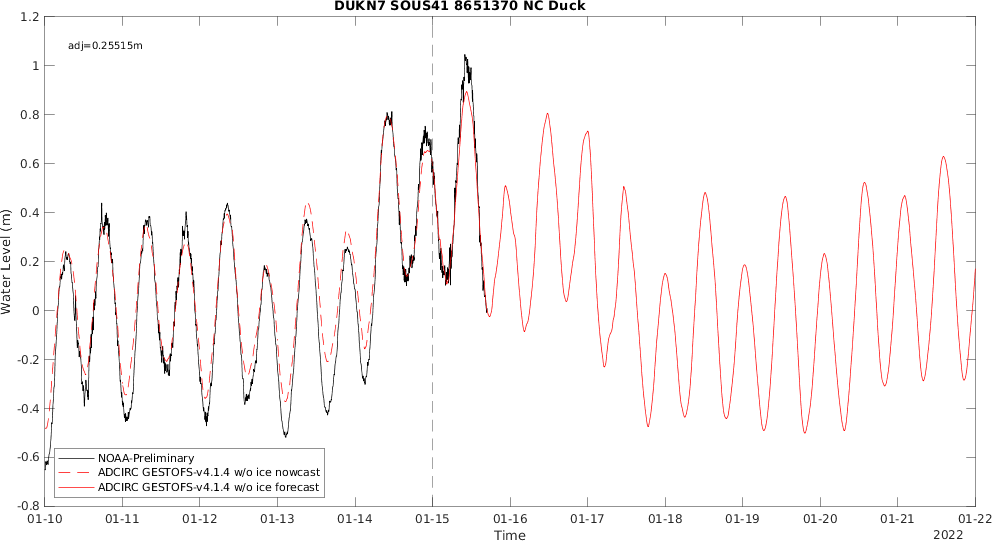 DUKN7 SOUS41 8651370 NC Duck
adj=0.25515m
Water Level (m)
1.2
1
0.8
0.6
0.4
0.2
0
-0.2
-0.4
-0.6
-0.8
NOAA-Preliminary
ADCIRC GESTOFS-v4.1.4 w/o ice nowcast
ADCIRC GESTOFS-v4.1.4 w/o ice forecast
01-10 01-11 01-12 01-13 01-14 01-15 01-16 01-17 01-18 01-19 01-20 01-21 01-22
Time
2022